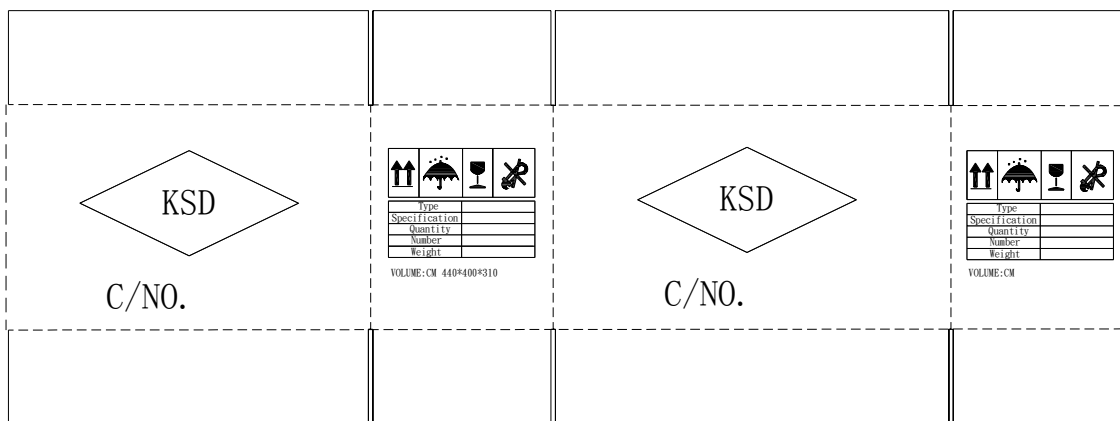 KSD
C/NO.
Type
Specification
Quantity
Number
Weight
VOLUME:CM 440*400*310
KSD
C/NO.
Type
Specification
Quantity
Number
Weight
VOLUME:CM